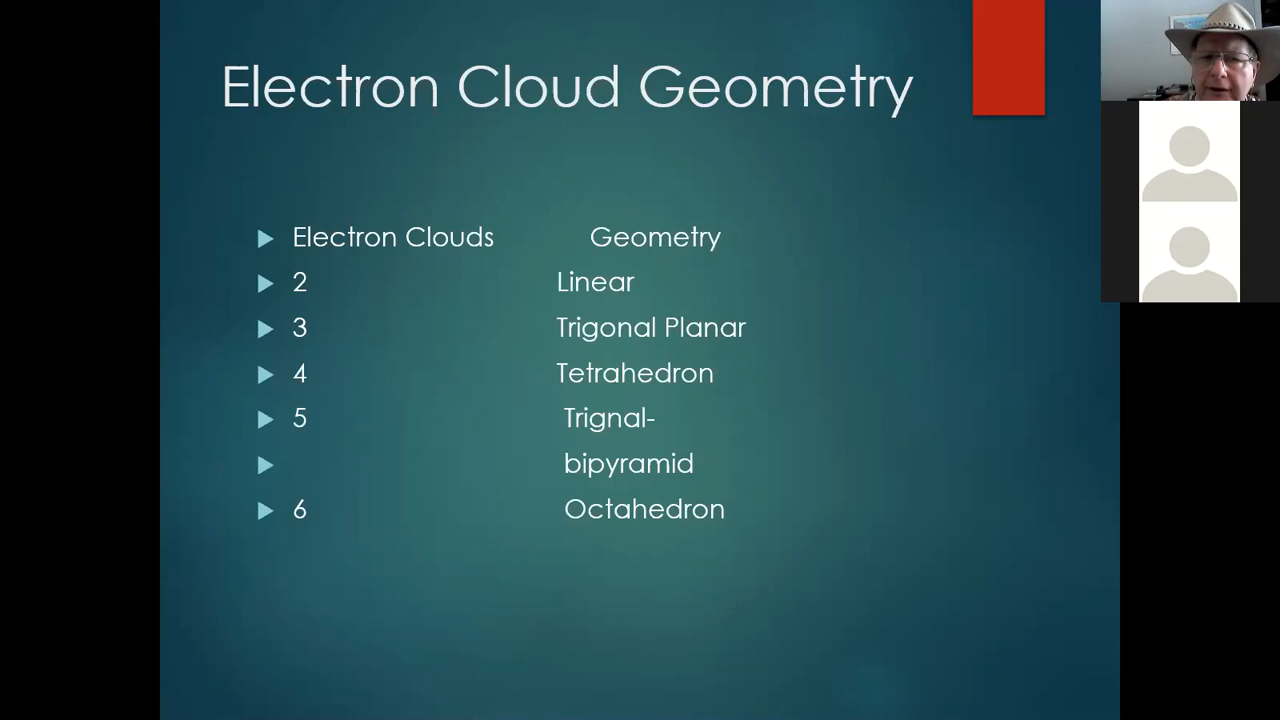 Electron Cloud Geometry
Electron Clouds Geometry
2 Linear
3 Trigonal Planar
4 Tetrahedron
5 Trignal-
bipyramid
6 Octahedron